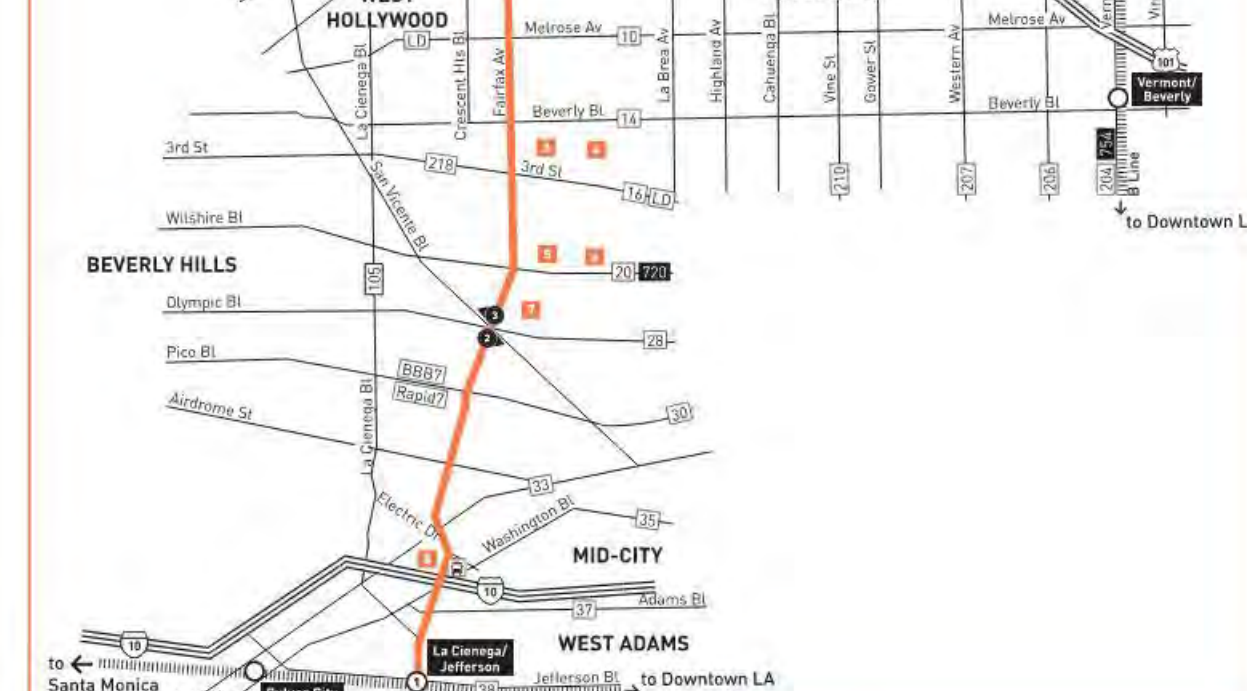 HOLLYWOOD
LD
Melrose Av
10
Melrose Av
101
La Cienega Bl
Crescent Hts Bl
Fairfax Av
La Brea Av
Highland Av
Cahuenga Bl
Vine St
Gower St
Western Av
Vermont/
Beverly
Beverly Bl
14
Beverly Bl
3rd St
218
3rd St
16
LD
210
207
206
204
754
B Line
San Vicente Bl
to Downtown L
Wilshire Bl
BEVERLY HILLS
105
20
720
Olympic Bl
3
7
2
28
Pico Bl
BBB7
Rapid7
30
Airdrome St
La Cienega Bl
33
Electric Dr
Washington Bl
35
MID-CITY
10
37
Adams Bl
10
WEST ADAMS
La Cienega/
Jefferson
to
Santa Monica
1
38
Jefferson Bl
to Downtown LA